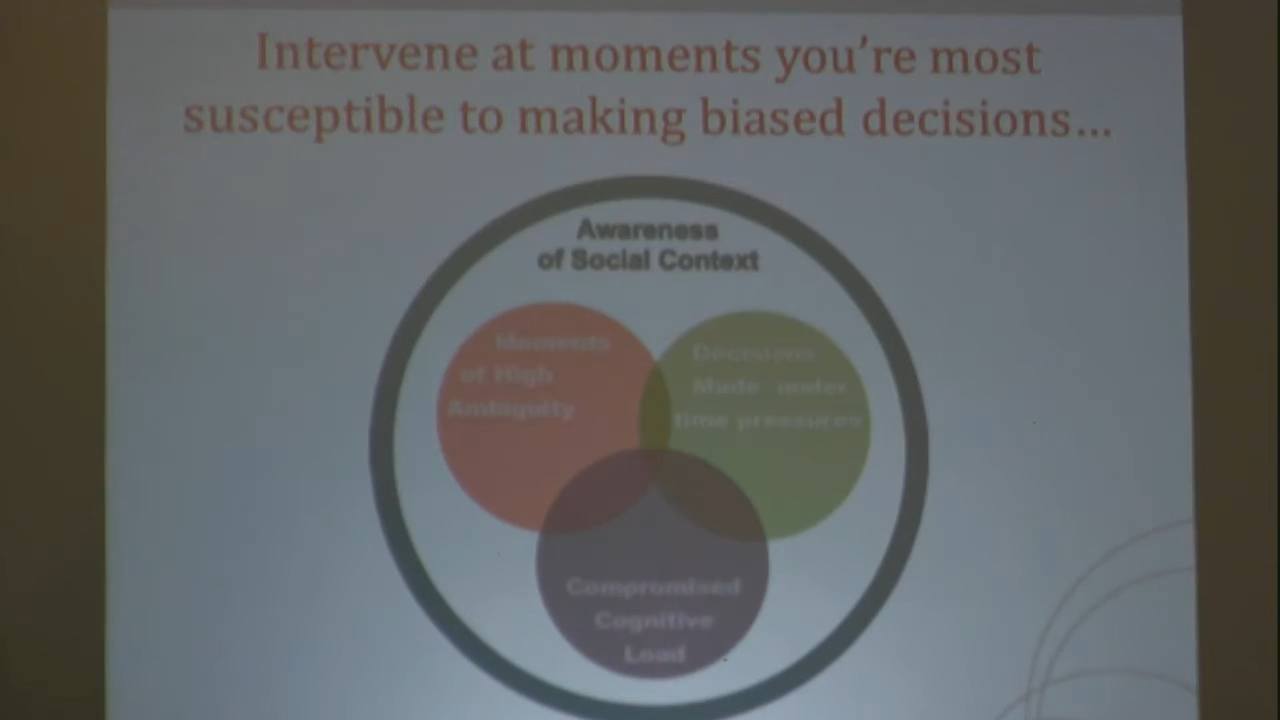 Intervene at moments you’re most
susceptible to making biased decisions…
Awareness
of Social Context
Moments
of High
Ambiguity
Decisions
Made under
time pressures
Compromised
Cognitive
Load